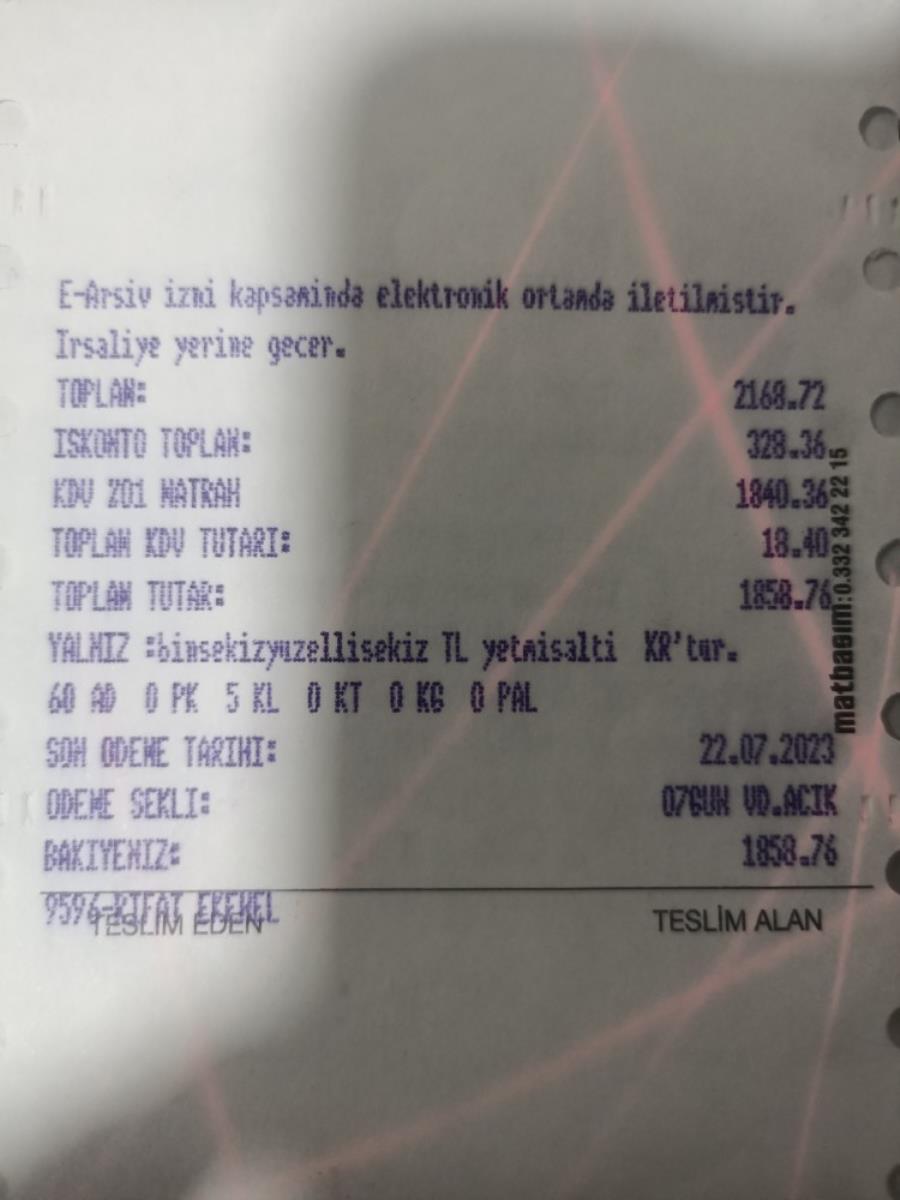 E-Arsiv izni kapsaminda elektronik ortamda iletilmistir.
Irsaliye yerine gecer.
TOPLAM: 2168.72
ISKONTO TOPLAM: 328.36
KDV %01 MATRAH 1840.36
TOPLAM KDV TUTARI: 18.40
TOPLAM TUTAR: 1858.76
YALNIZ :binsekizyuzellisekiz TL yetmisalti KR'tur.
60 AD 0 PK 5 KL 0 KT 0 KG 0 PAL
SON ODEME TARIHI: 22.07.2023
ODEME SEKLI: 07GUN VD.ACIK
BAKIYENIZ: 1858.76
9596-RIFAT EKEMEL
TESLİM EDEN TESLİM ALAN
matbaeim:0.332 342 22 15